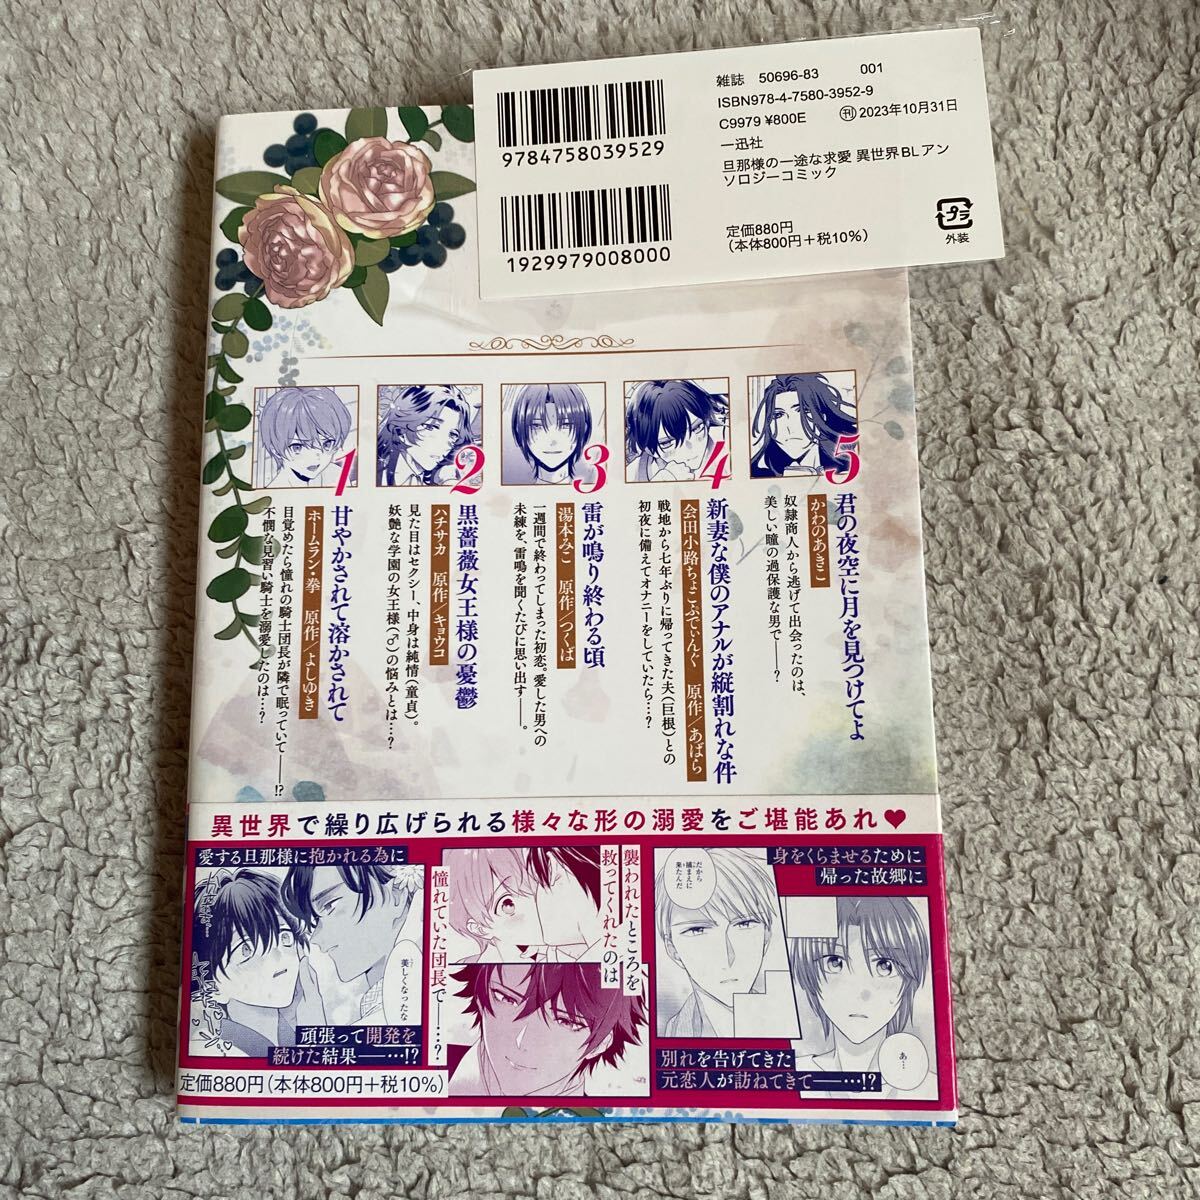 雑誌 50696-83 001
ISBN978-4-7580-3952-9
C9979 ¥800E ㊞2023年10月31日
一迅社
旦那様の一途な求愛 異世界BLアン
ソロジーコミック
定価880円
(本体800円+税10%)
プラ
外装
9784758039529
1929979008000
1
甘やかされて溶かされて
ホームラン・拳 原作/よしゆき
目覚めたら憧れの騎士団長が隣で眠っていて――!?
不憫な見習い騎士を溺愛したのは…?
2
黒薔薇女王様の憂鬱
ハチサカ 原作/キョウコ
見た目はセクシー、中身は純情(童貞)。
妖艶な学園の女王様(♂)の悩みとは…?
3
雷が鳴り終わる頃
湯本みこ 原作/つくば
一週間で終わってしまった初恋。愛した男への
未練を、雷鳴を聞くたびに思い出す――。
4
新妻な僕のアナルが縦割れな件
会田小路ちょこぷでぃんぐ 原作/あばら
戦地から七年ぶりに帰ってきた夫(巨根)との
初夜に備えてオナニーをしていたら…?
5
君の夜空に月を見つけてよ
かわのあきこ
奴隷商人から逃げて出会ったのは、
美しい瞳の過保護な男で――?
異世界で繰り広げられる様々な形の溺愛をご堪能あれ♥
愛する旦那様に抱かれる為に
美しくなったな
頑張って開発を
続けた結果――…!?
襲われたところを
救ってくれたのは
憧れていた団長で――…?
身をくらませるために
帰った故郷に
だから
捕まえに
来たんだ
あ…
別れを告げてきた
元恋人が訪ねてきて――…!?
定価880円(本体800円+税10%)